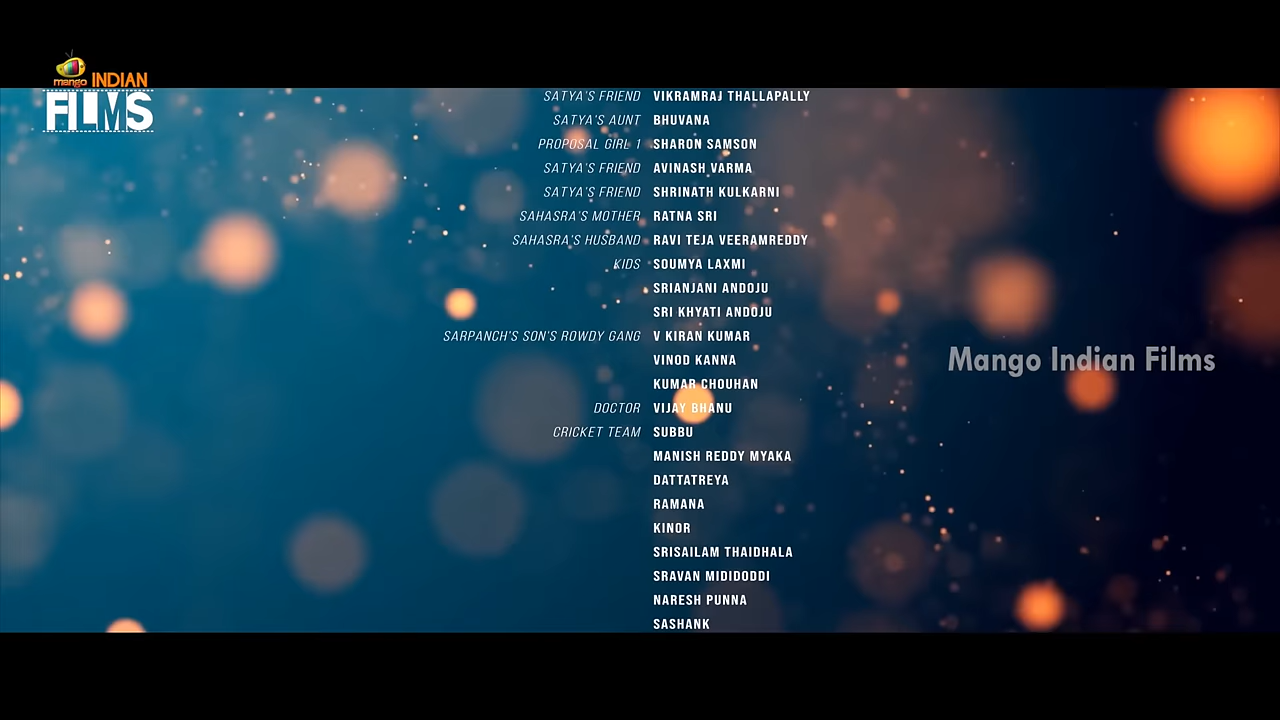 mango INDIAN
FILMS
SATYA'S FRIEND VIKRAMRAJ THALLAPALLY
SATYA'S AUNT BHUVANA
PROPOSAL GIRL 1 SHARON SAMSON
SATYA'S FRIEND AVINASH VARMA
SATYA'S FRIEND SHRINATH KULKARNI
SAHASRA'S MOTHER RATNA SRI
SAHASRA'S HUSBAND RAVI TEJA VEERAMREDDY
KIDS SOUMYA LAXMI
SRIANJANI ANDOJU
SRI KHYATI ANDOJU
SARPANCH'S SON'S ROWDY GANG V KIRAN KUMAR
VINOD KANNA
Mango Indian Films
KUMAR CHOUHAN
DOCTOR VIJAY BHANU
CRICKET TEAM SUBBU
MANISH REDDY MYAKA
DATTATREYA
RAMANA
KINOR
SRISAILAM THAIDHALA
SRAVAN MIDIDODDI
NARESH PUNNA
SASHANK